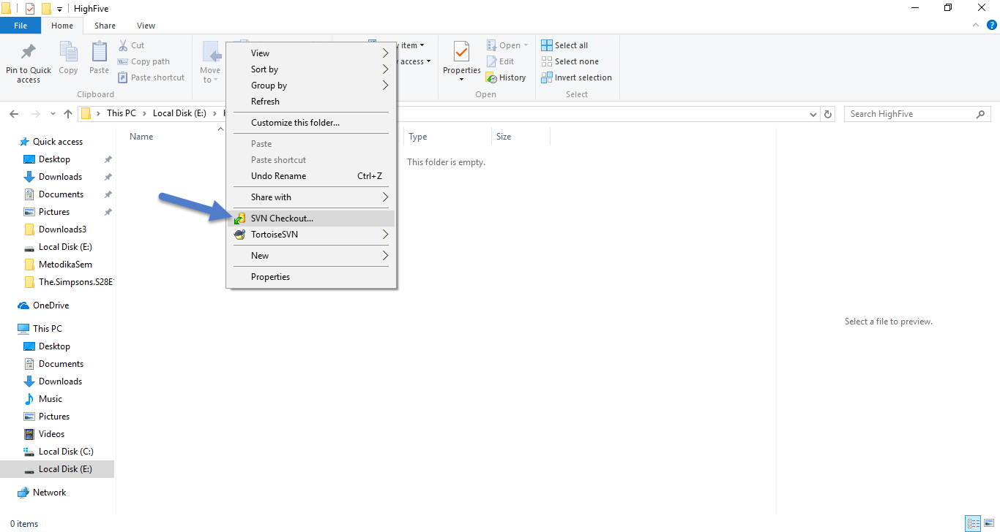 HighFive
File Home Share View
Pin to Quick access
Copy
Paste
Cut
Copy path
Paste shortcut
Clipboard
Move to
item
access
Properties
Open
Edit
History
Open
Select all
Select none
Invert selection
Select
This PC Local Disk (E:)
Search HighFive
Name
Type
Size
This folder is empty.
View
Sort by
Group by
Refresh
Customize this folder...
Paste
Paste shortcut
Undo Rename Ctrl+Z
Share with
SVN Checkout...
TortoiseSVN
New
Properties
Quick access
Desktop
Downloads
Documents
Pictures
Downloads3
Local Disk (E:)
MetodikaSem
The.Simpsons.S28E
OneDrive
This PC
Desktop
Documents
Downloads
Music
Pictures
Videos
Local Disk (C:)
Local Disk (E:)
Network
Select a file to preview.
0 items